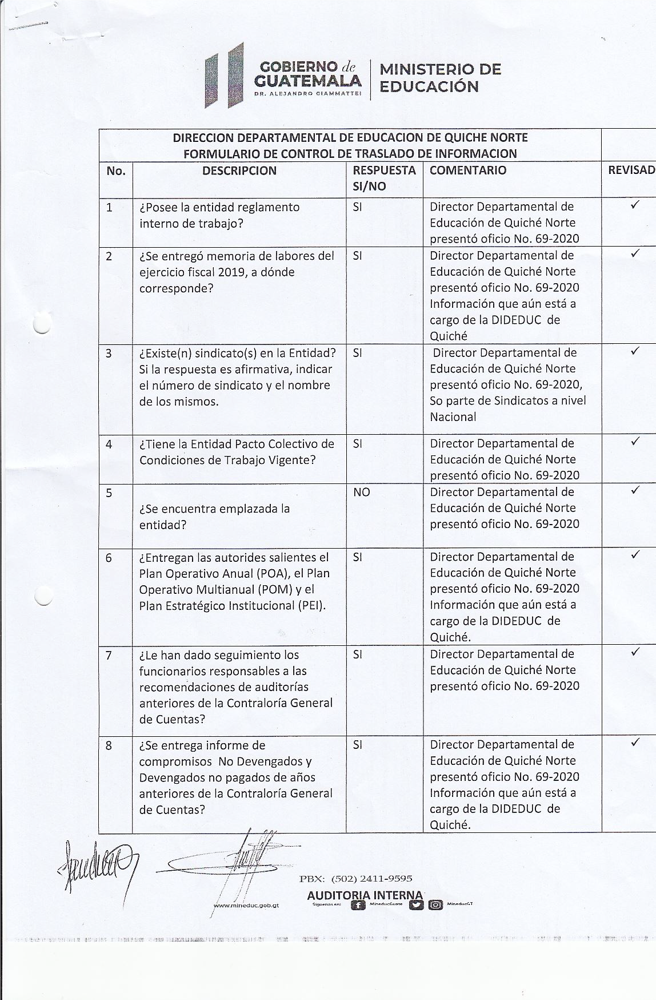 GOBIERNO de
GUATEMALA
DR. ALEJANDRO GIAMMATTEI
MINISTERIO DE
EDUCACIÓN
DIRECCION DEPARTAMENTAL DE EDUCACION DE QUICHE NORTE
FORMULARIO DE CONTROL DE TRASLADO DE INFORMACION
No. DESCRIPCION RESPUESTA SI/NO COMENTARIO REVISAD
1 ¿Posee la entidad reglamento
interno de trabajo?
SI
Director Departamental de
Educación de Quiché Norte
presentó oficio No. 69-2020
✓
2 ¿Se entregó memoria de labores del
ejercicio fiscal 2019, a dónde
corresponde?
SI
Director Departamental de
Educación de Quiché Norte
presentó oficio No. 69-2020
Información que aún está a
cargo de la DIDEDUC de
Quiché
✓
3 ¿Existe(n) sindicato(s) en la Entidad?
Si la respuesta es afirmativa, indicar
el número de sindicato y el nombre
de los mismos.
SI
Director Departamental de
Educación de Quiché Norte
presentó oficio No. 69-2020,
So parte de Sindicatos a nivel
Nacional
✓
4 ¿Tiene la Entidad Pacto Colectivo de
Condiciones de Trabajo Vigente?
SI
Director Departamental de
Educación de Quiché Norte
presentó oficio No. 69-2020
✓
5
¿Se encuentra emplazada la
entidad?
NO
Director Departamental de
Educación de Quiché Norte
presentó oficio No. 69-2020
✓
6 ¿Entregan las autorides salientes el
Plan Operativo Anual (POA), el Plan
Operativo Multianual (POM) y el
Plan Estratégico Institucional (PEI).
SI
Director Departamental de
Educación de Quiché Norte
presentó oficio No. 69-2020
Información que aún está a
cargo de la DIDEDUC de
Quiché.
✓
7 ¿Le han dado seguimiento los
funcionarios responsables a las
recomendaciones de auditorías
anteriores de la Contraloría General
de Cuentas?
SI
Director Departamental de
Educación de Quiché Norte
presentó oficio No. 69-2020
✓
8 ¿Se entrega informe de
compromisos No Devengados y
Devengados no pagados de años
anteriores de la Contraloría General
de Cuentas?
SI
Director Departamental de
Educación de Quiché Norte
presentó oficio No. 69-2020
Información que aún está a
cargo de la DIDEDUC de
Quiché.
✓
PBX: (502) 2411-9595
AUDITORIA INTERNA
www.mineduc.gob.gt Síguenos en: MineducGuate MineducGT